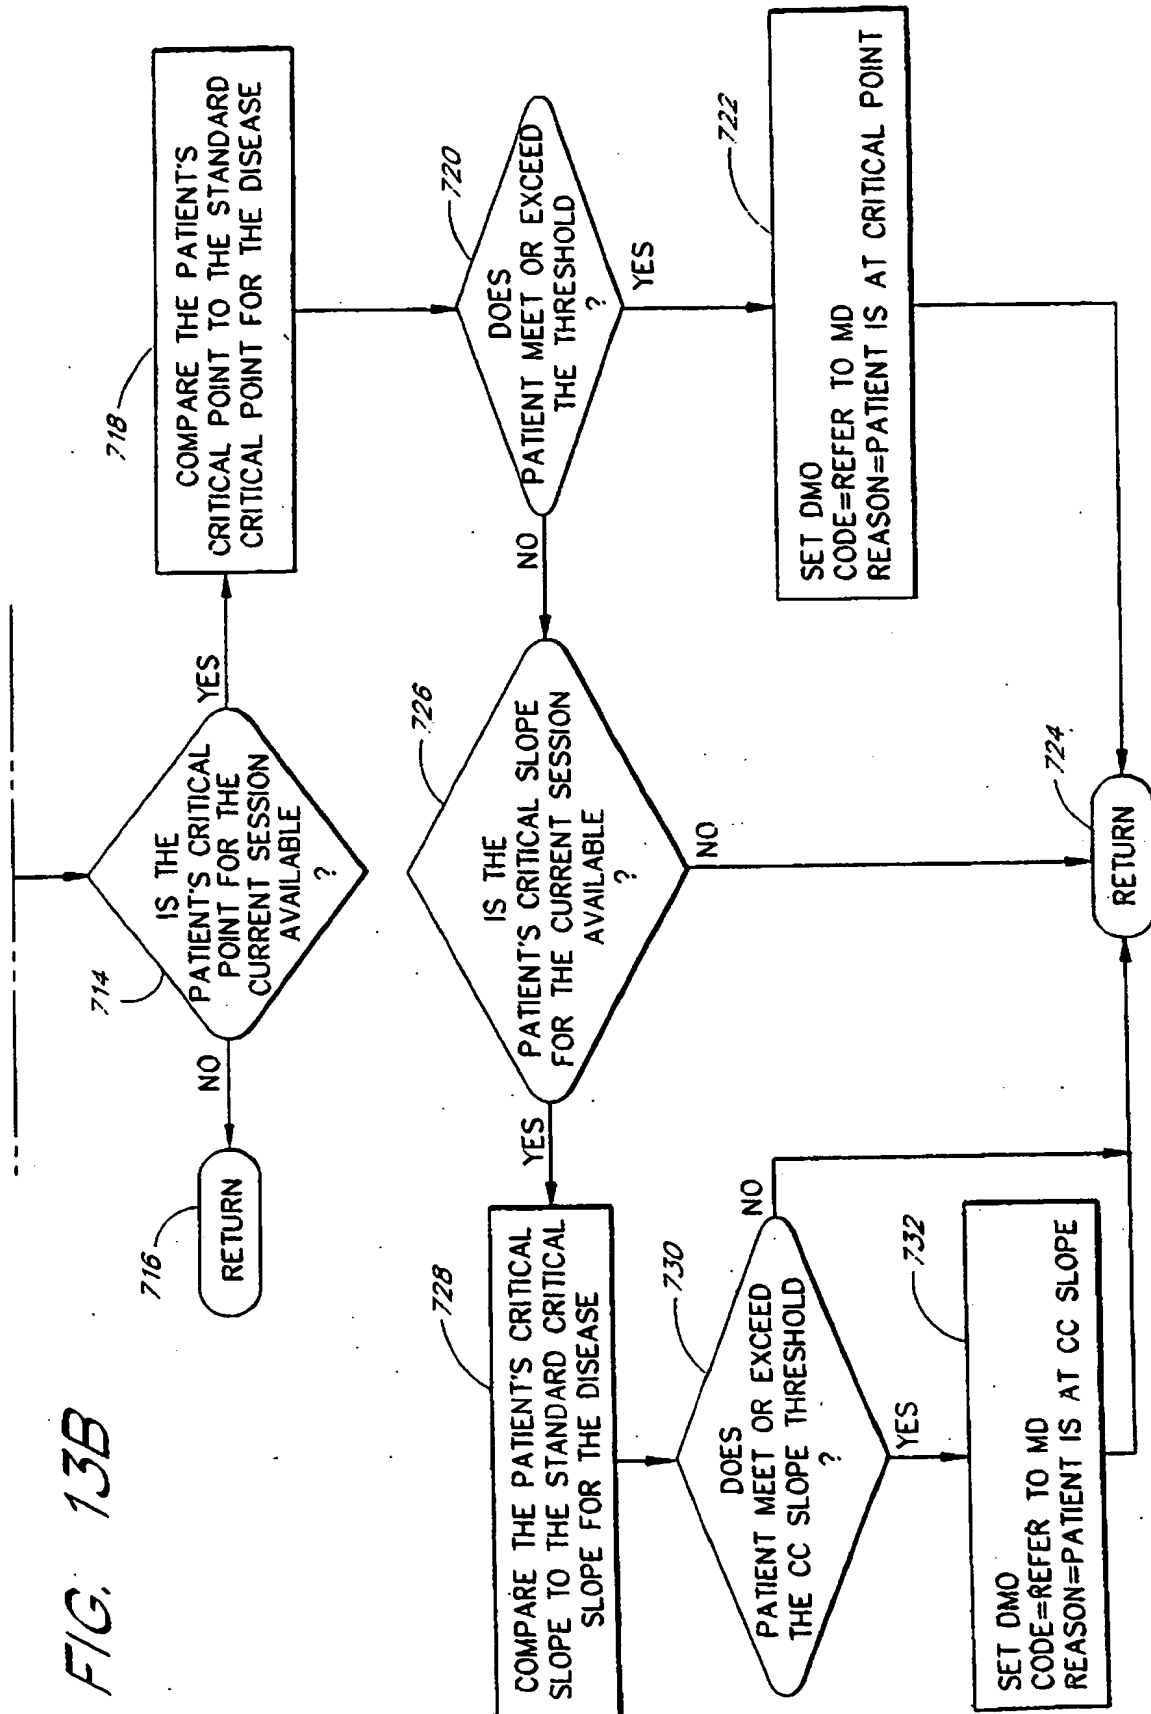 FIG. 13B
714
IS THE
PATIENT'S CRITICAL
POINT FOR THE
CURRENT SESSION
AVAILABLE
?
NO
YES
716
RETURN
718
COMPARE THE PATIENT'S
CRITICAL POINT TO THE STANDARD
CRITICAL POINT FOR THE DISEASE
720
DOES
PATIENT MEET OR EXCEED
THE THRESHOLD
?
NO
YES
722
SET DMO
CODE=REFER TO MD
REASON=PATIENT IS AT CRITICAL POINT
726
IS THE
PATIENT'S CRITICAL SLOPE
FOR THE CURRENT SESSION
AVAILABLE
?
YES
NO
724
RETURN
728
COMPARE THE PATIENT'S CRITICAL
SLOPE TO THE STANDARD CRITICAL
SLOPE FOR THE DISEASE
730
DOES
PATIENT MEET OR EXCEED
THE CC SLOPE THRESHOLD
?
NO
YES
732
SET DMO
CODE=REFER TO MD
REASON=PATIENT IS AT CC SLOPE